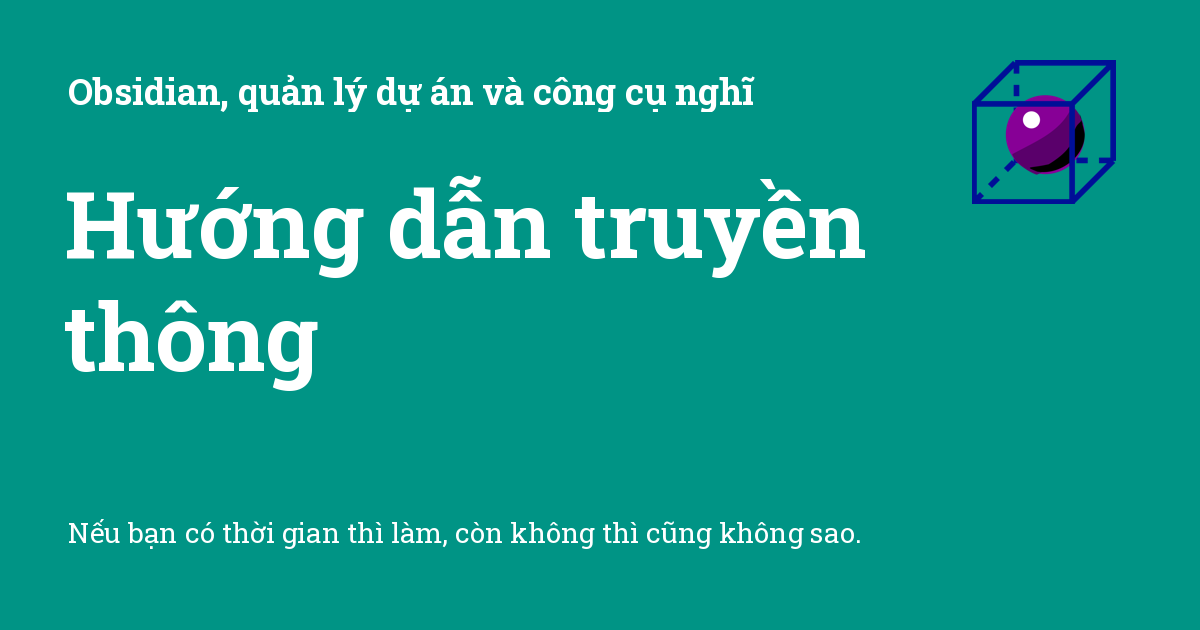 Obsidian, quản lý dự án và công cụ nghĩ
Hướng dẫn truyền
thông
Nếu bạn có thời gian thì làm, còn không thì cũng không sao.